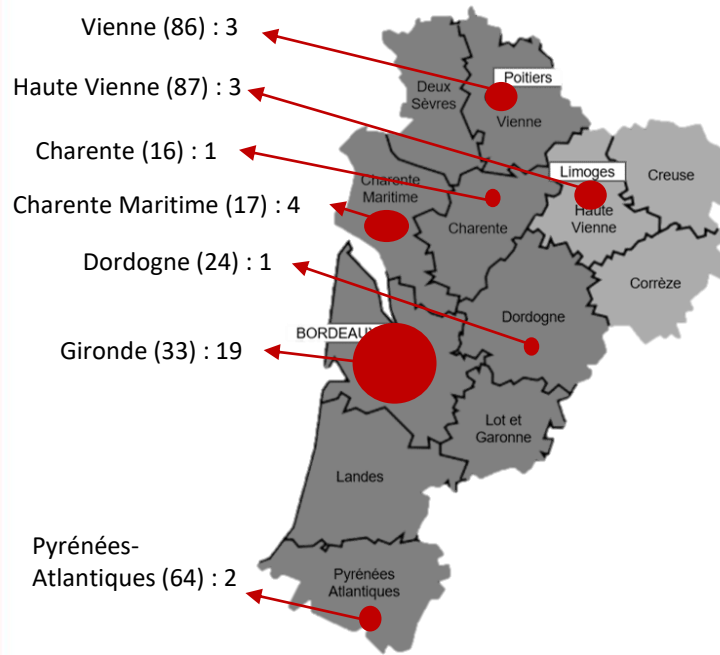 Vienne (86) : 3
Haute Vienne (87) : 3
Charente (16) : 1
Charente Maritime (17) : 4
Dordogne (24) : 1
Gironde (33) : 19
Pyrénées-
Atlantiques (64) : 2
Deux
Sèvres
Poitiers
Vienne
Limoges
Haute
Vienne
Creuse
Charente
Maritime
Charente
Corrèze
Dordogne
BORDEAUX
Lot et
Garonne
Landes
Pyrénées
Atlantiques